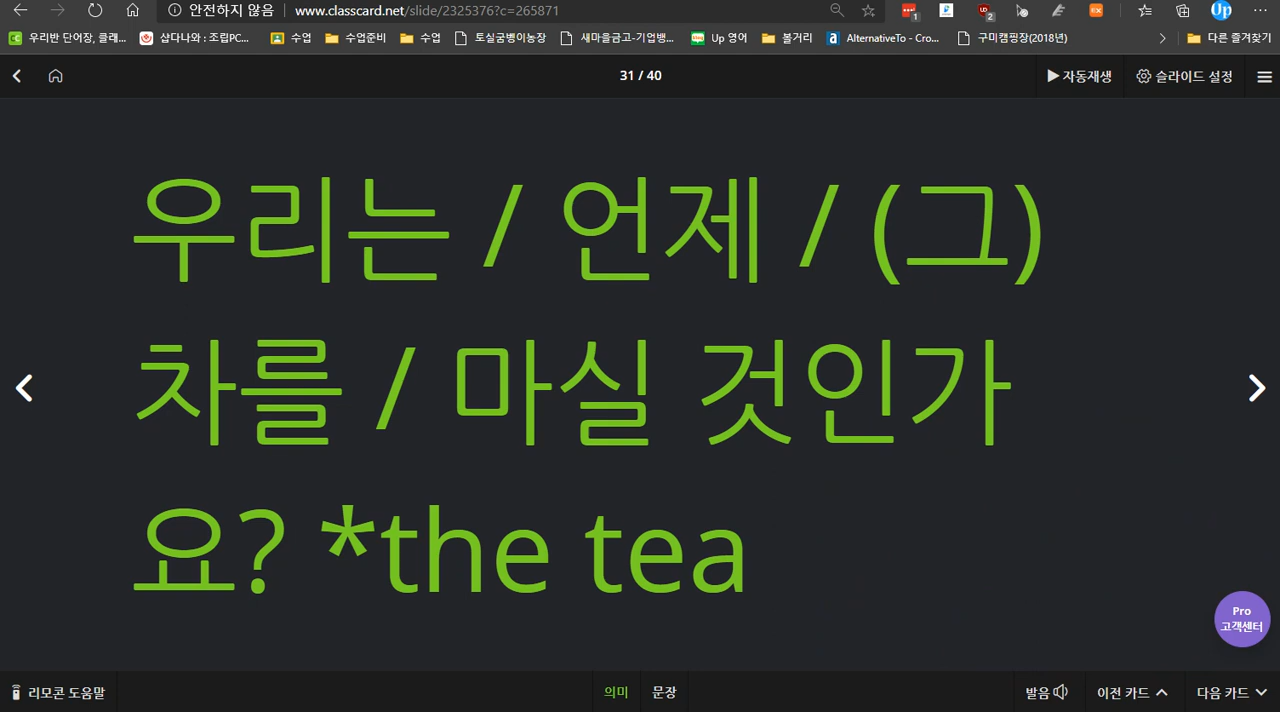 안전하지 않음 www.classcard.net/slide/2325376?c=265871
우리반 단어장, 클래... 샵다나와 : 조립PC... 수업 수업준비 수업 토실굼벵이농장 새마을금고-기업뱅... Up 영어 볼거리 AlternativeTo - Cro... 구미캠핑장(2018년) 다른 즐겨찾기
31 / 40 자동재생 슬라이드 설정
우리는 / 언제 / (그)
차를 / 마실 것인가
요? *the tea
Pro
고객센터
리모콘 도움말 의미 문장 발음 이전 카드 다음 카드